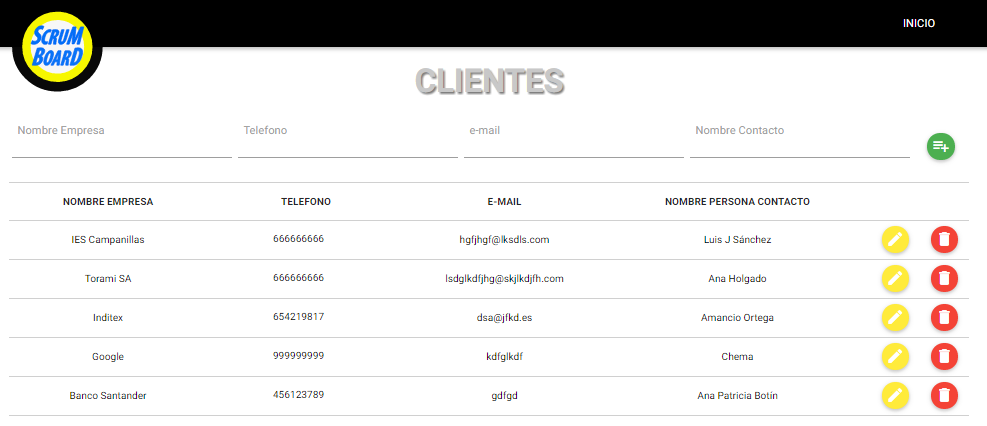 INICIO
SCRUM
BOARD
CLIENTES
Nombre Empresa Telefono e-mail Nombre Contacto
NOMBRE EMPRESA TELEFONO E-MAIL NOMBRE PERSONA CONTACTO
IES Campanillas 666666666 hgfjhgf@lksdls.com Luis J Sánchez
Torami SA 666666666 lsdglkdfjhg@skjlkdjfh.com Ana Holgado
Inditex 654219817 dsa@jfkd.es Amancio Ortega
Google 999999999 kdfglkdf Chema
Banco Santander 456123789 gdfgd Ana Patricia Botín